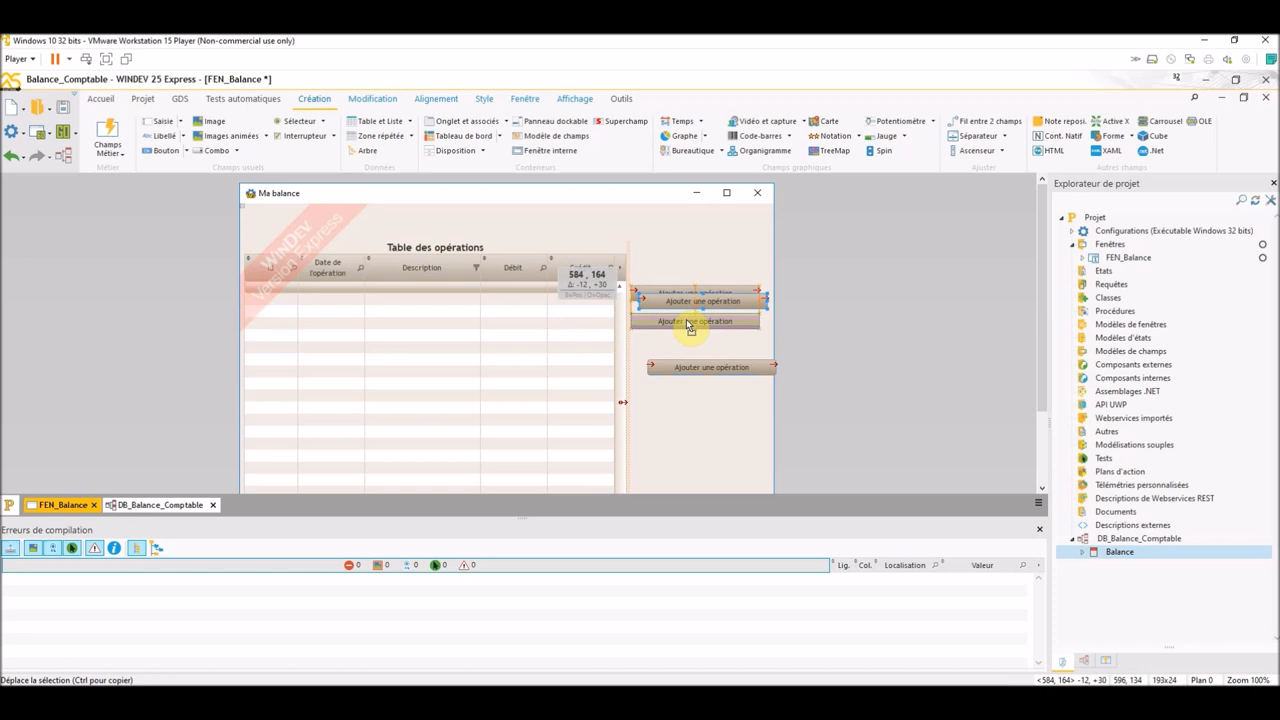 Windows 10 32 bits - VMware Workstation 15 Player (Non-commercial use only)
Player
Balance_Comptable - WINDEV 25 Express - [FEN_Balance *]
Accueil Projet GDS Tests automatiques Création Modification Alignement Style Fenêtre Affichage Outils
Champs Métier
Saisie Image Sélecteur
Libellé Images animées Interrupteur
Bouton Combo
Champs usuels
Table et Liste
Zone répétée
Arbre
Données
Onglet et associés Panneau dockable Superchamp
Tableau de bord Modèle de champs
Disposition Fenêtre interne
Conteneurs
Temps Vidéo et capture Carte Potentiomètre
Graphe Code-barres Notation Jauge
Bureautique Organigramme TreeMap Spin
Champs graphiques
Fil entre 2 champs
Séparateur
Ascenseur
Ajuster
Note reposi. Active X Carrousel OLE
Cont. Natif Forme Cube
HTML XAML .Net
Autres champs
Ma balance
WINDEV
Version Express
Table des opérations
Date de l'opération Description Débit
584 , 164
Δ: -12 , +30
Ajouter une opération
Ajouter une opération
Ajouter une opération
Ajouter une opération
Explorateur de projet
Projet
Configurations (Exécutable Windows 32 bits)
Fenêtres
FEN_Balance
Etats
Requêtes
Classes
Procédures
Modèles de fenêtres
Modèles d'états
Modèles de champs
Composants externes
Composants internes
Assemblages .NET
API UWP
Webservices importés
Autres
Modélisations souples
Tests
Plans d'action
Télémétries personnalisées
Descriptions de Webservices REST
Documents
Descriptions externes
DB_Balance_Comptable
Balance
FEN_Balance DB_Balance_Comptable
Erreurs de compilation
0 0 0 0 0 Lig. Col. Localisation Valeur
Déplace la sélection (Ctrl pour copier) <584, 164> -12, +30 596, 134 193x24 Plan 0 Zoom 100%